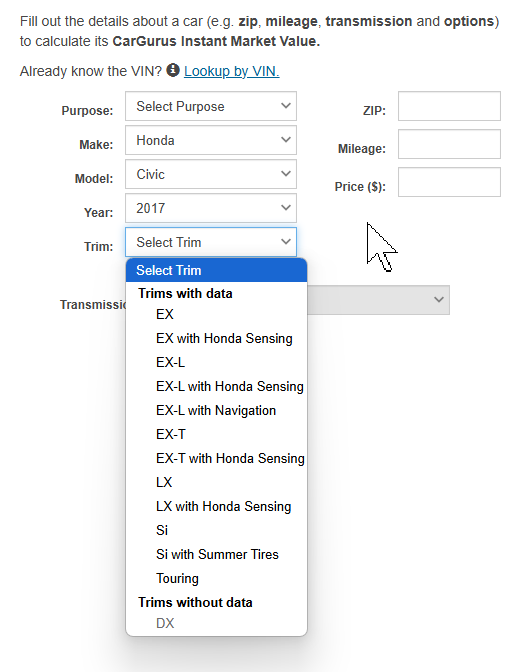 Fill out the details about a car (e.g. zip, mileage, transmission and options)
to calculate its CarGurus Instant Market Value.
Already know the VIN? Lookup by VIN.
Purpose: Select Purpose
ZIP:
Make: Honda
Mileage:
Model: Civic
Price ($):
Year: 2017
Trim: Select Trim
Select Trim
Trims with data
Transmissi
EX
EX with Honda Sensing
EX-L
EX-L with Honda Sensing
EX-L with Navigation
EX-T
EX-T with Honda Sensing
LX
LX with Honda Sensing
Si
Si with Summer Tires
Touring
Trims without data
DX